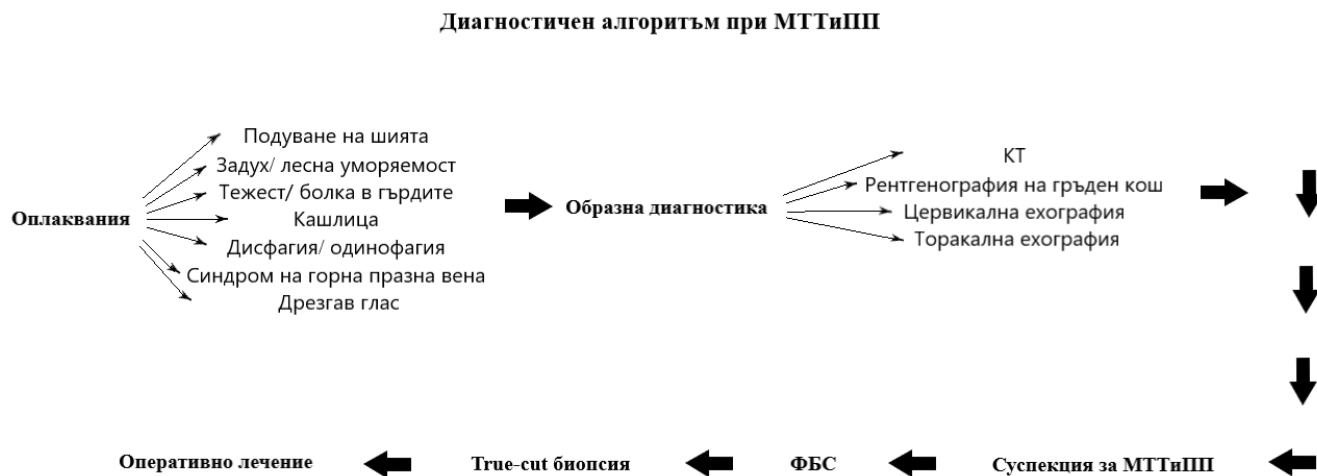 Диагностичен алгоритъм при МТТиПП
Оплаквания
Подуване на шията
Задух/ лесна уморяемост
Тежест/ болка в гърдите
Кашлица
Дисфагия/ одинофагия
Синдром на горна празна вена
Дрезгав глас
Образна диагностика
КТ
Рентгенография на гръден кош
Цервикална ехография
Торакална ехография
Суспекция за МТТиПП
ФБС
True-cut биопсия
Оперативно лечение